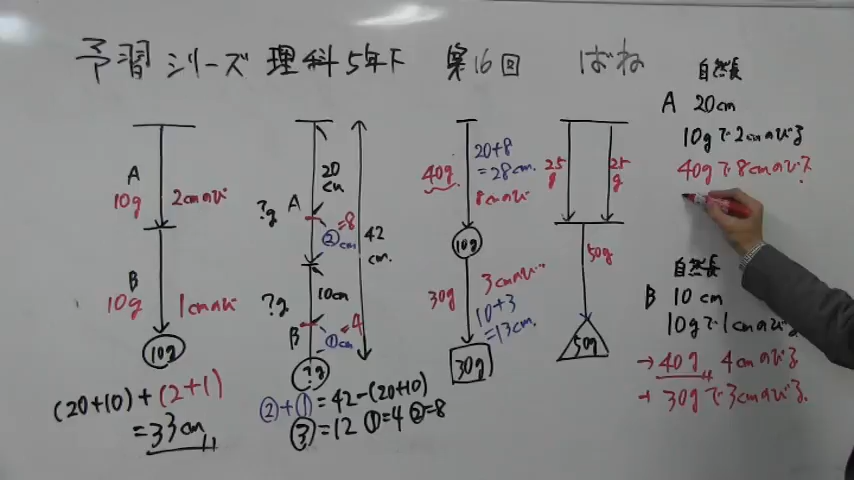 予習シリーズ 理科5年下 第16回 ばね
A
10g
2cmのび
B
10g
1cmのび
10g
(20+10)+(2+1)
=33cm
20
cm
?g A
②cm
=8
42
cm.
10cm
?g
B
①cm
=4
?g
②+①=42-(20+10)
③=12 ①=4 ②=8
40g
20+8
=28cm.
8cmのび
10g
30g
3cmのび
10+3
=13cm.
30g
25
g
25
g
50g
50g
自然長
A 20cm
10gで2cmのびる
40gで8cmのびる
自然長
B 10cm
10gで1cmのび
→40g 4cmのびる
→30gで3cmのびる.